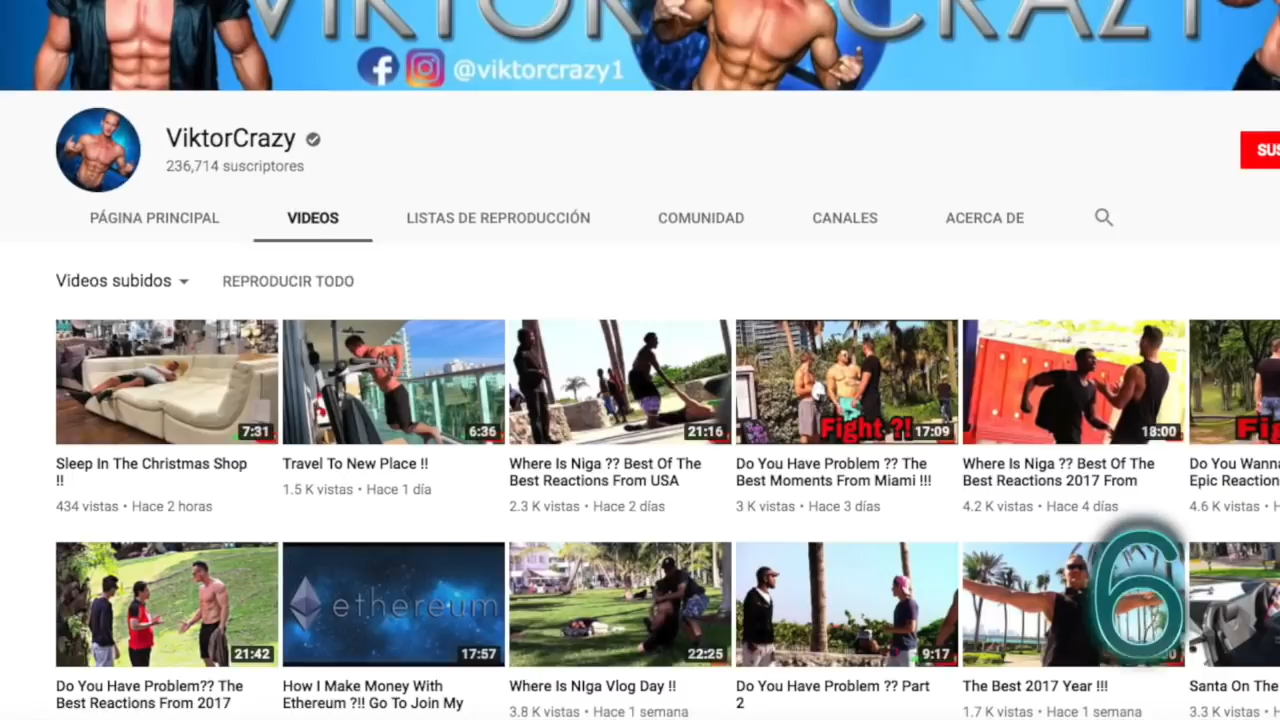 VIKTOR CRAZY
@viktorcrazy1
ViktorCrazy
236,714 suscriptores
SUS
PÁGINA PRINCIPAL VIDEOS LISTAS DE REPRODUCCIÓN COMUNIDAD CANALES ACERCA DE
Videos subidos REPRODUCIR TODO
Fight ?! Fig
7:31 6:36 21:16 17:09 18:00
Sleep In The Christmas Shop Travel To New Place !! Where Is Niga ?? Best Of The Do You Have Problem ?? The Where Is Niga ?? Best Of The Do You Wanna
!! Best Reactions From USA Best Moments From Miami !!! Best Reactions 2017 From Epic Reaction
1.5 K vistas • Hace 1 día
434 vistas • Hace 2 horas 2.3 K vistas • Hace 2 días 3 K vistas • Hace 3 días 4.2 K vistas • Hace 4 días 4.6 K vistas • H
6
ethereum
21:42 17:57 22:25 9:17
Do You Have Problem?? The How I Make Money With Where Is NIga Vlog Day !! Do You Have Problem ?? Part The Best 2017 Year !!! Santa On The
Best Reactions From 2017 Ethereum ?!! Go To Join My 2
3.8 K vistas • Hace 1 semana 1.7 K vistas • Hace 1 semana 3.3 K vistas • H